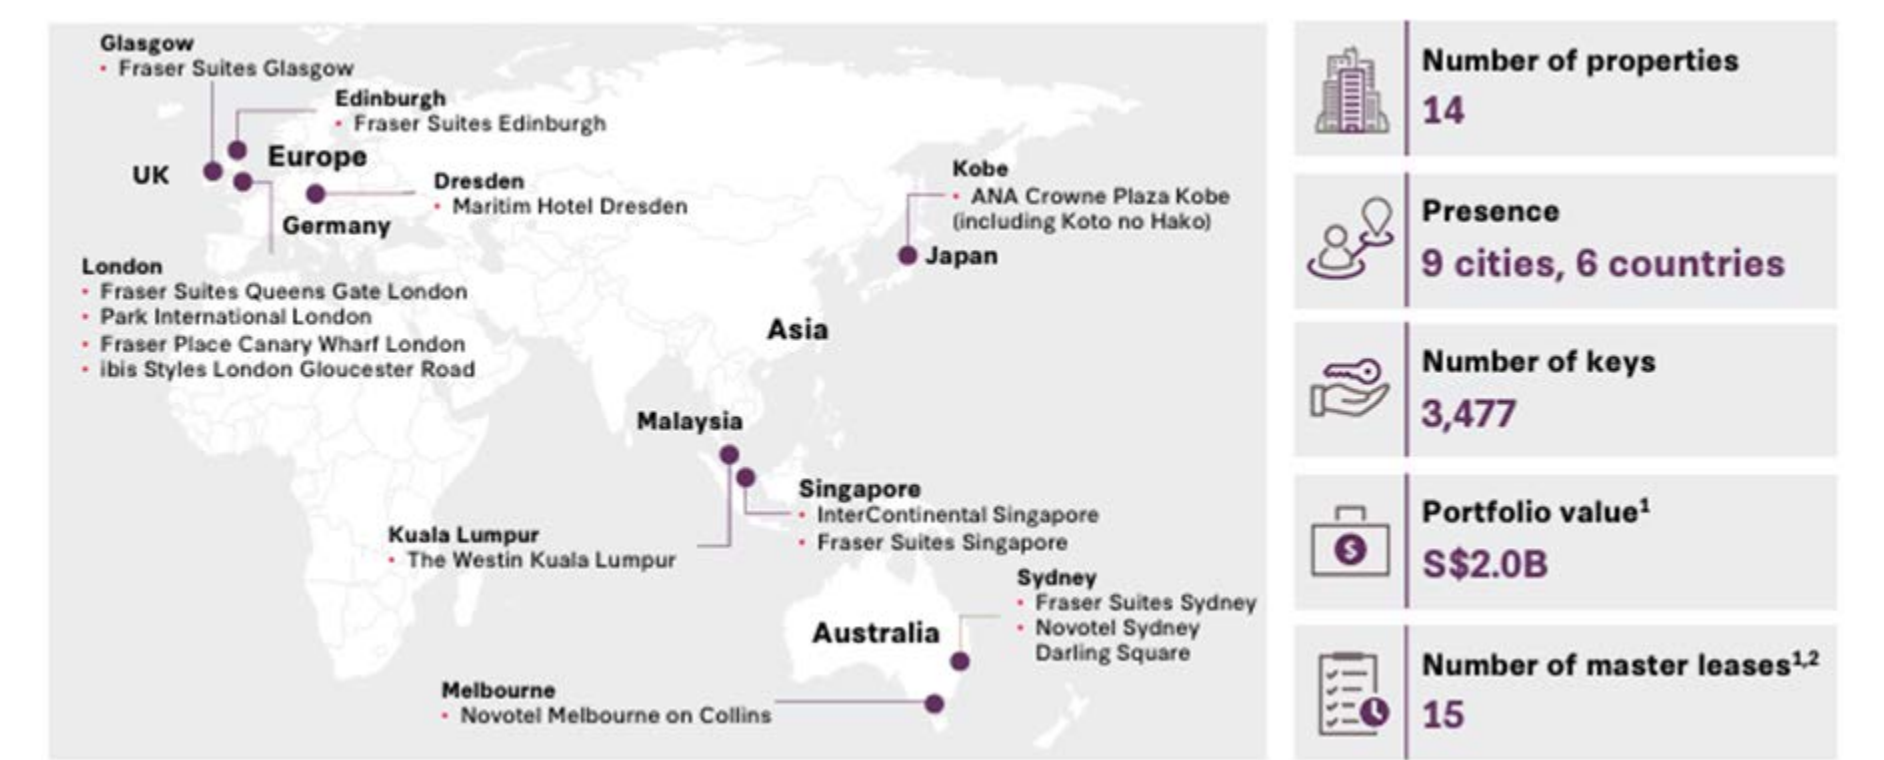 Glasgow
• Fraser Suites Glasgow
Edinburgh
• Fraser Suites Edinburgh
UK
Europe
Dresden
• Maritim Hotel Dresden
Germany
London
• Fraser Suites Queens Gate London
• Park International London
• Fraser Place Canary Wharf London
• ibis Styles London Gloucester Road
Kobe
• ANA Crowne Plaza Kobe
(including Koto no Hako)
Japan
Asia
Malaysia
Kuala Lumpur
• The Westin Kuala Lumpur
Singapore
• InterContinental Singapore
• Fraser Suites Singapore
Australia
Sydney
• Fraser Suites Sydney
• Novotel Sydney
Darling Square
Melbourne
• Novotel Melbourne on Collins
Number of properties
14
Presence
9 cities, 6 countries
Number of keys
3,477
Portfolio value¹
$
S$2.0B
Number of master leases¹,²
15